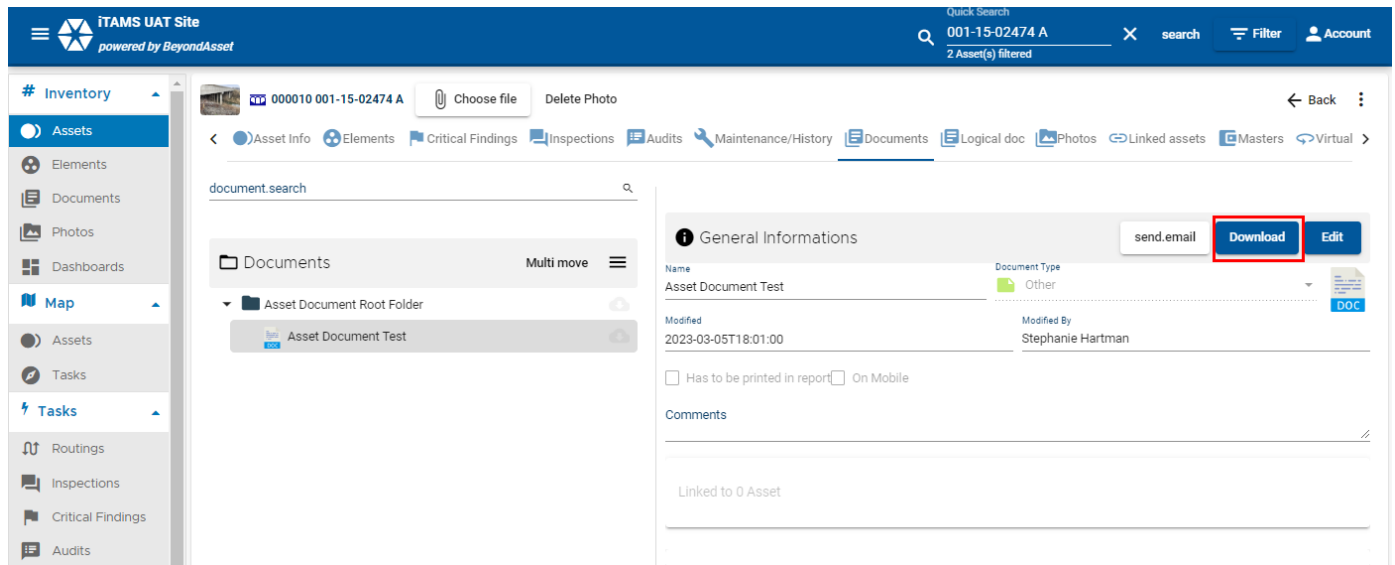 iTAMS UAT Site
powered by BeyondAsset
Quick Search
001-15-02474 A
2 Asset(s) filtered
search
Filter
Account
# Inventory
Assets
Elements
Documents
Photos
Dashboards
Map
Assets
Tasks
Tasks
Routings
Inspections
Critical Findings
Audits
000010 001-15-02474 A
Choose file
Delete Photo
Back
Asset Info
Elements
Critical Findings
Inspections
Audits
Maintenance/History
Documents
Logical doc
Photos
Linked assets
Masters
Virtual
document.search
Documents
Multi move
Asset Document Root Folder
DOC
Asset Document Test
General Informations
send.email
Download
Edit
Name
Asset Document Test
Document Type
Other
DOC
Modified
2023-03-05T18:01:00
Modified By
Stephanie Hartman
Has to be printed in report
On Mobile
Comments
Linked to 0 Asset